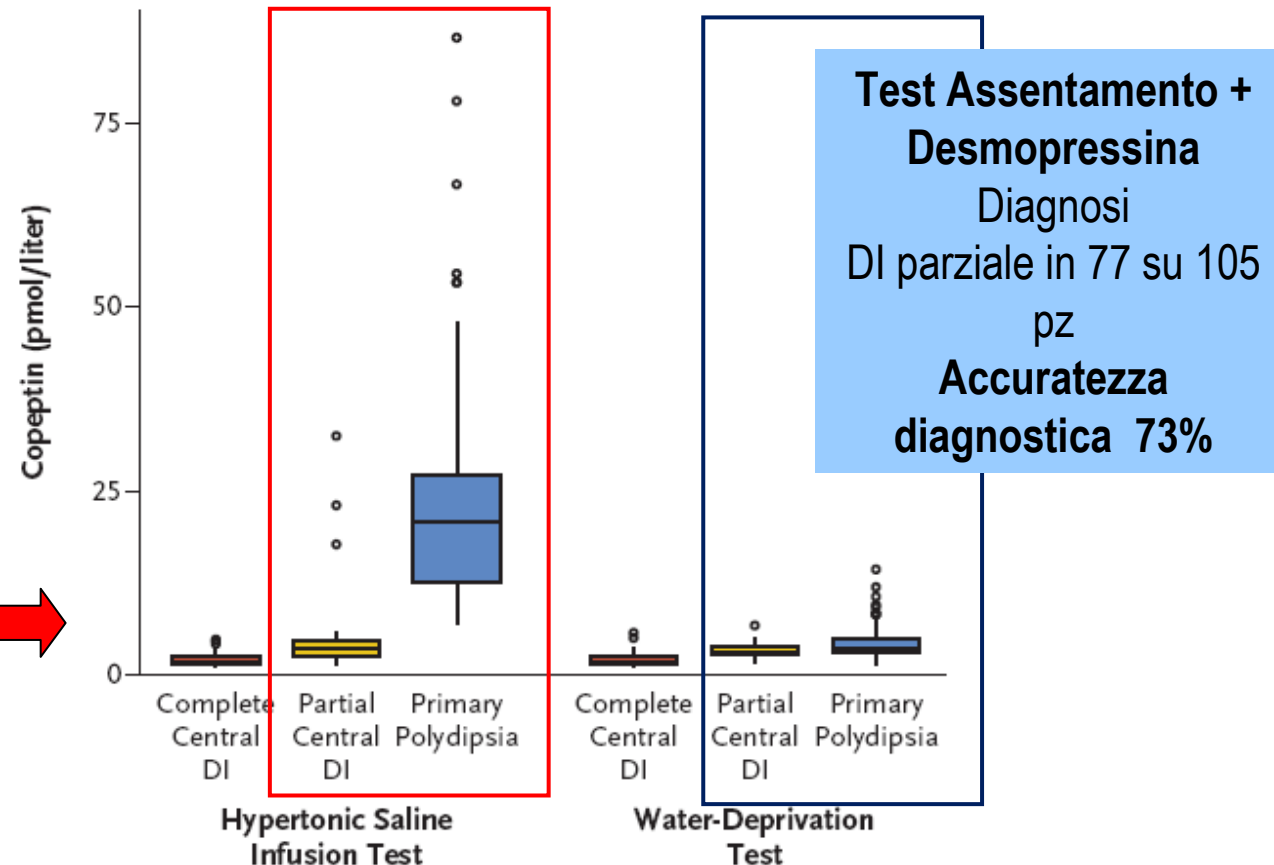 75
50
25
0
Copeptin (pmol/liter)
Complete
Central
DI
Partial
Central
DI
Primary
Polydipsia
Hypertonic Saline
Infusion Test
Complete
Central
DI
Partial
Central
DI
Primary
Polydipsia
Water-Deprivation
Test
Test Assentamento +
Desmopressina
Diagnosi
DI parziale in 77 su 105
pz
Accuratezza
diagnostica 73%